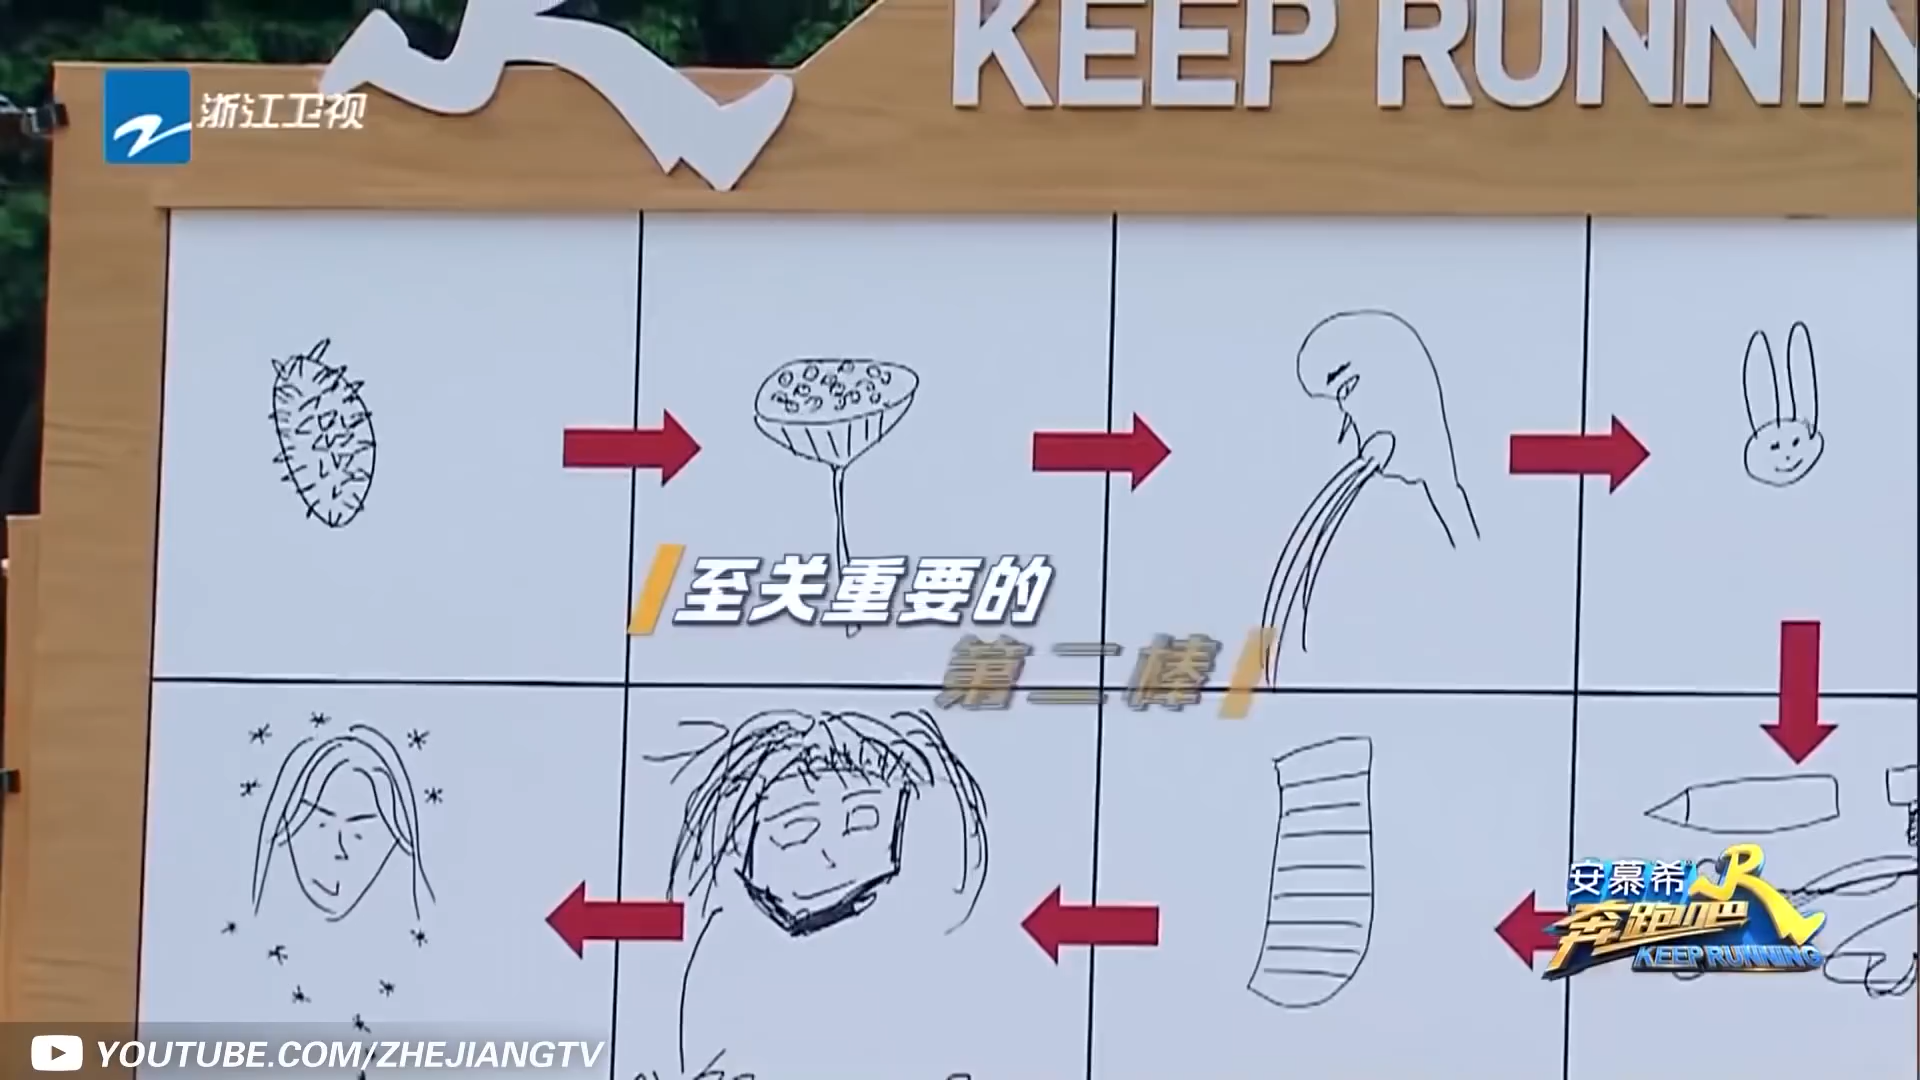 KEEP RUNNIN
浙江卫视
至关重要的
第二棒
安慕希
奔跑吧
KEEP RUNNING
YOUTUBE.COM/ZHEJIANGTV